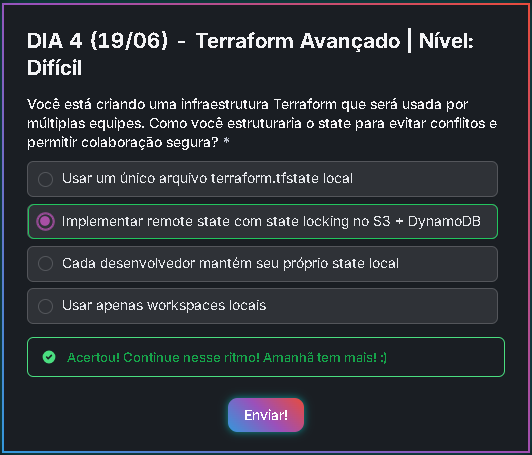 DIA 4 (19/06) - Terraform Avançado | Nível:
Difícil
Você está criando uma infraestrutura Terraform que será usada por
múltiplas equipes. Como você estruturaria o state para evitar conflitos e
permitir colaboração segura? *
Usar um único arquivo terraform.tfstate local
Implementar remote state com state locking no S3 + DynamoDB
Cada desenvolvedor mantém seu próprio state local
Usar apenas workspaces locais
Acertou! Continue nesse ritmo! Amanhã tem mais! :)
Enviar!